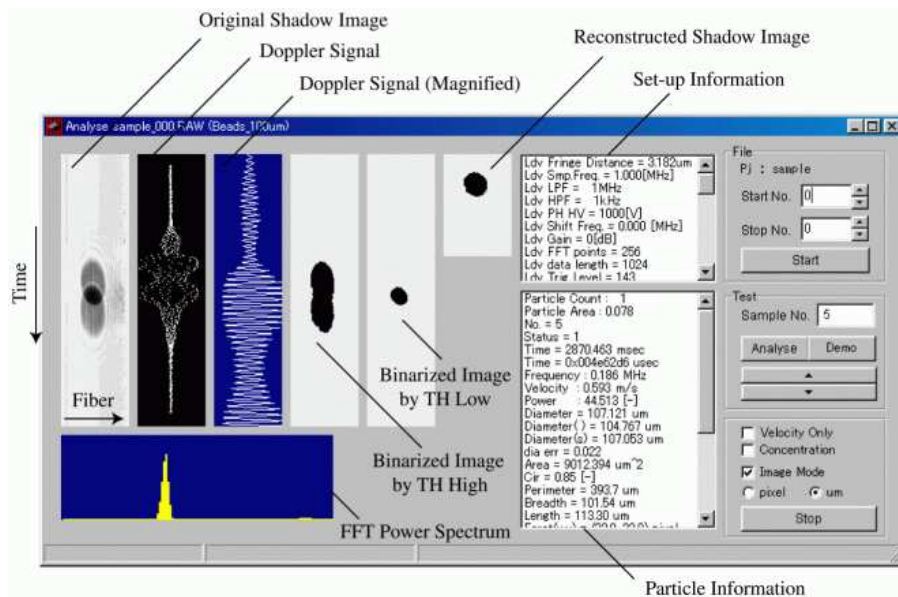 Original Shadow Image
Doppler Signal
Doppler Signal (Magnified)
Reconstructed Shadow Image
Set-up Information
Analyse sample_000.RAW (Beads_100um)
Time
Fiber
Binarized Image
by TH Low
Binarized Image
by TH High
FFT Power Spectrum
Ldv Fringe Distance = 3.182um
Ldv Smp.Freq. = 1.000[MHz]
Ldv LPF = 1MHz
Ldv HPF = 1kHz
Ldv PH HV = 1000[V]
Ldv Shift Freq. = 0.000 [MHz]
Ldv Gain = 0[dB]
Ldv FFT points = 256
Ldv data length = 1024
Ldv Trig Level = 143
Particle Count : 1
Particle Area : 0.078
No. = 5
Status = 1
Time = 2870.463 msec
Time = 0x004e62d6 usec
Frequency : 0.186 MHz
Velocity : 0.593 m/s
Power : 44.513 [-]
Diameter = 107.121 um
Diameter() = 104.767 um
Diameter(s) = 107.053 um
dia err = 0.022
Area = 9012.394 um^2
Cir = 0.85 [-]
Perimeter = 393.7 um
Breadth = 101.54 um
Length = 113.30 um
File
Pj : sample
Start No. 0
Stop No. 0
Start
Test
Sample No. 5
Analyse Demo
Velocity Only
Concentration
Image Mode
pixel um
Stop
Particle Information